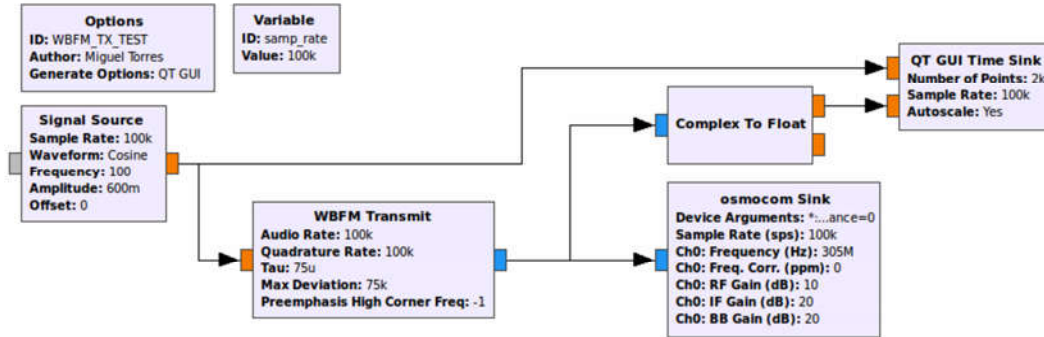 Options
ID: WBFM_TX_TEST
Author: Miguel Torres
Generate Options: QT GUI
Variable
ID: samp_rate
Value: 100k
QT GUI Time Sink
Number of Points: 2k
Sample Rate: 100k
Autoscale: Yes
Signal Source
Sample Rate: 100k
Waveform: Cosine
Frequency: 100
Amplitude: 600m
Offset: 0
Complex To Float
WBFM Transmit
Audio Rate: 100k
Quadrature Rate: 100k
Tau: 75u
Max Deviation: 75k
Preemphasis High Corner Freq: -1
osmocom Sink
Device Arguments: *:...ance=0
Sample Rate (sps): 100k
Ch0: Frequency (Hz): 305M
Ch0: Freq. Corr. (ppm): 0
Ch0: RF Gain (dB): 10
Ch0: IF Gain (dB): 20
Ch0: BB Gain (dB): 20